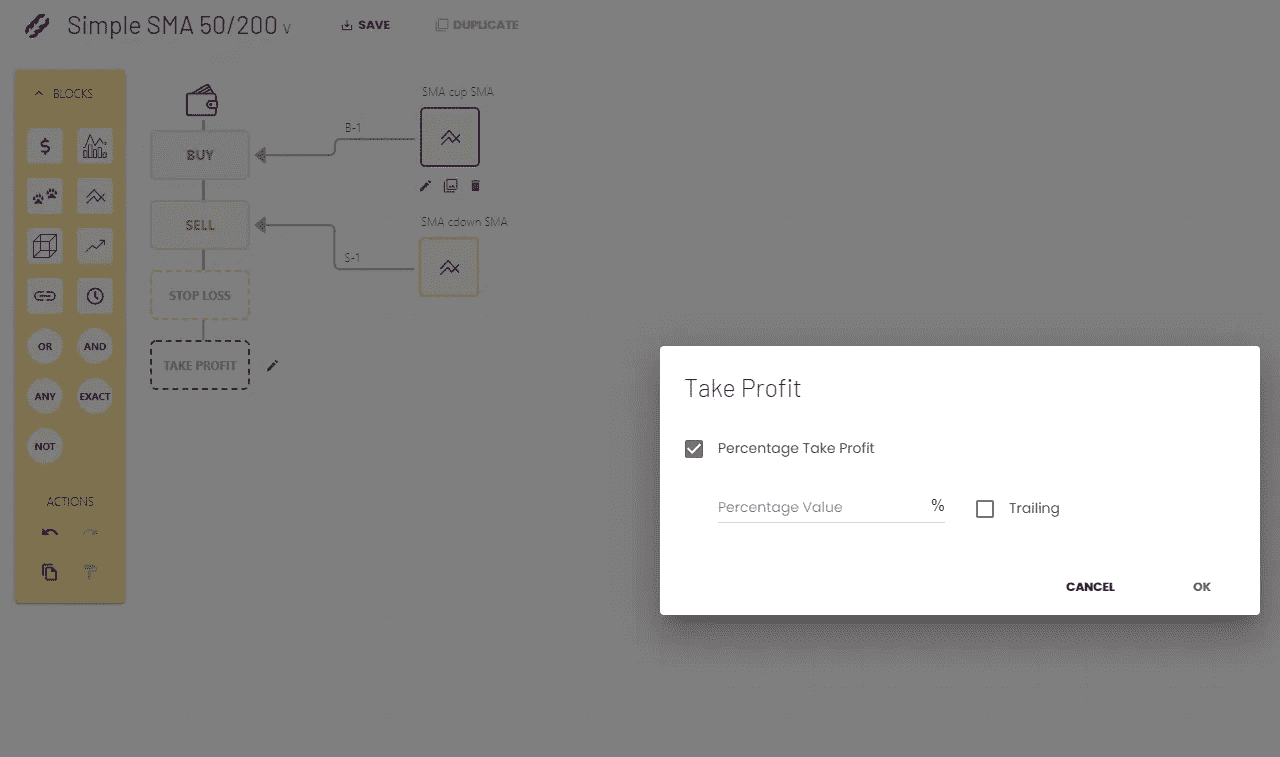 Simple SMA 50/200 v
SAVE
DUPLICATE
BLOCKS
$
OR
AND
ANY
EXACT
NOT
ACTIONS
BUY
SELL
STOP LOSS
TAKE PROFIT
B-1
SMA cup SMA
S-1
SMA cdown SMA
Take Profit
Percentage Take Profit
Percentage Value %
Trailing
CANCEL
OK